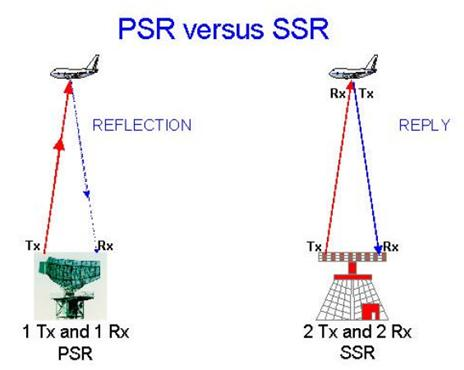 PSR versus SSR
Rx Tx
REFLECTION
REPLY
Tx Rx
Tx Rx
1 Tx and 1 Rx
PSR
2 Tx and 2 Rx
SSR